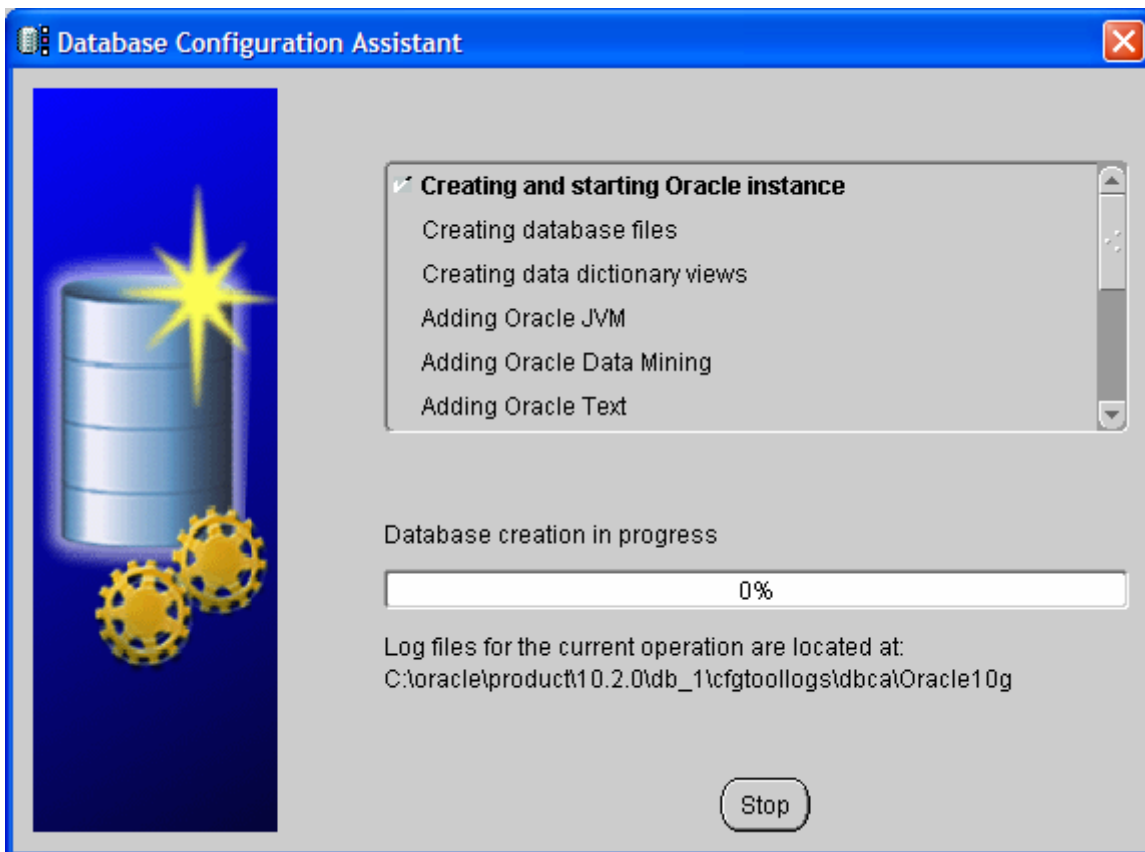 Database Configuration Assistant
Creating and starting Oracle instance
Creating database files
Creating data dictionary views
Adding Oracle JVM
Adding Oracle Data Mining
Adding Oracle Text
Database creation in progress
0%
Log files for the current operation are located at:
C:\oracle\product\10.2.0\db_1\cfgtoollogs\dbca\Oracle10g
Stop